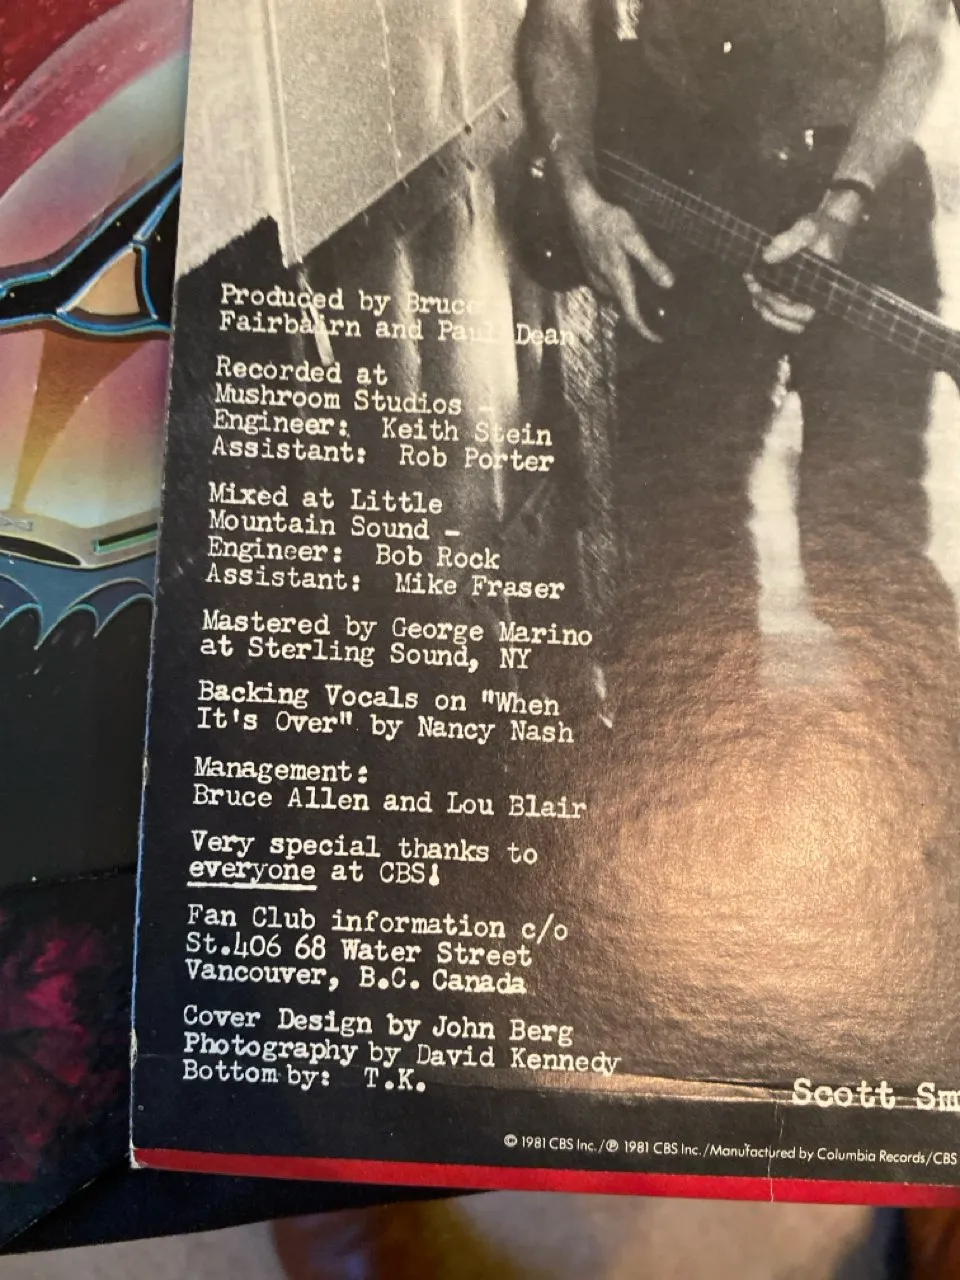 Produced by Bruce
Fairbairn and Paul Dean
Recorded at
Mushroom Studios -
Engineer: Keith Stein
Assistant: Rob Porter
Mixed at Little
Mountain Sound -
Engineer: Bob Rock
Assistant: Mike Fraser
Mastered by George Marino
at Sterling Sound, NY
Backing Vocals on "When
It's Over" by Nancy Nash
Management:
Bruce Allen and Lou Blair
Very special thanks to
everyone at CBS!
Fan Club information c/o
St.406 68 Water Street
Vancouver, B.C. Canada
Cover Design by John Berg
Photography by David Kennedy
Bottom by: T.K.
Scott Sm
© 1981 CBS Inc./℗ 1981 CBS Inc./Manufactured by Columbia Records/CBS